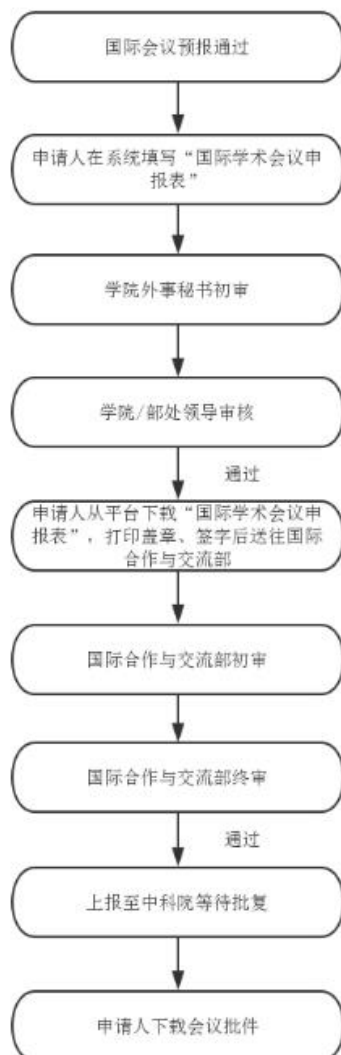 国际会议预报通过
申请人在系统填写“国际学术会议申
报表”
学院外事秘书初审
学院/部处领导审核
通过
申请人从平台下载“国际学术会议申
报表”，打印盖章、签字后送往国际
合作与交流部
国际合作与交流部初审
国际合作与交流部终审
通过
上报至中科院等待批复
申请人下载会议批件